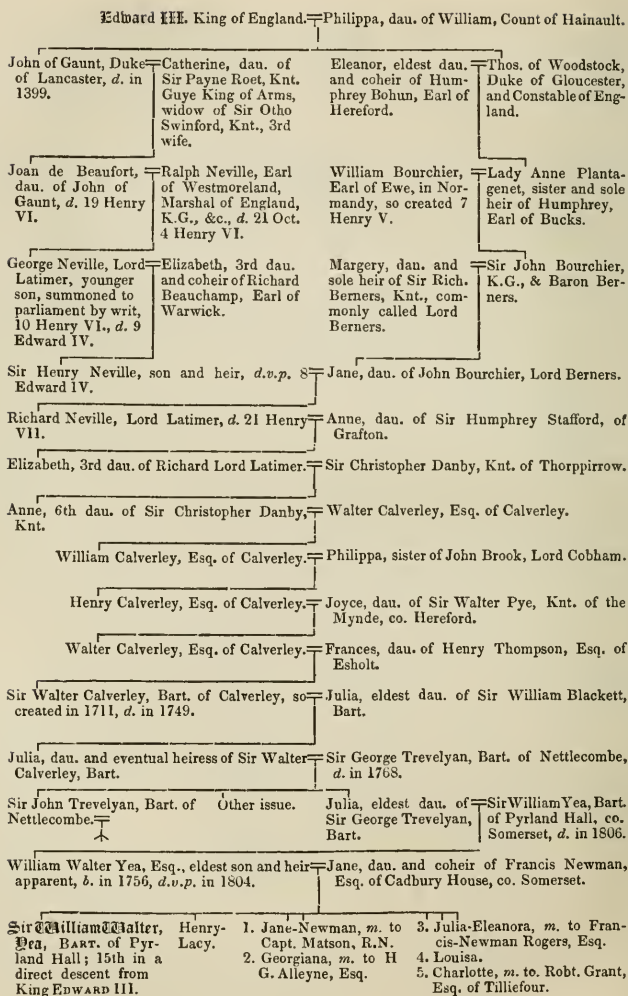 Edward III. King of England.=Philippa, dau. of William, Count of Hainault.
John of Gaunt, Duke
of Lancaster, d. in
1399.
=Catherine, dau. of
Sir Payne Roet, Knt.
Guye King of Arms,
widow of Sir Otho
Swinford, Knt., 3rd
wife.
Eleanor, eldest dau.
and coheir of Hum-
phrey Bohun, Earl of
Hereford.
=Thos. of Woodstock,
Duke of Gloucester,
and Constable of Eng-
land.
Joan de Beaufort,
dau. of John of
Gaunt, d. 19 Henry
VI.
=Ralph Neville, Earl
of Westmoreland,
Marshal of England,
K.G., &c., d. 21 Oct.
4 Henry VI.
William Bourchier,
Earl of Ewe, in Nor-
mandy, so created 7
Henry V.
=Lady Anne Planta-
genet, sister and sole
heir of Humphrey,
Earl of Bucks.
George Neville, Lord
Latimer, younger
son, summoned to
parliament by writ,
10 Henry VI., d. 9
Edward IV.
=Elizabeth, 3rd dau.
and coheir of Richard
Beauchamp, Earl of
Warwick.
Margery, dau. and
sole heir of Sir Rich.
Berners, Knt., com-
monly called Lord
Berners.
=Sir John Bourchier,
K.G., & Baron Ber-
ners.
Sir Henry Neville, son and heir, d.v.p. 8
Edward IV.
=Jane, dau. of John Bourchier, Lord Berners.
Richard Neville, Lord Latimer, d. 21 Henry
VII.
=Anne, dau. of Sir Humphrey Stafford, of
Grafton.
Elizabeth, 3rd dau. of Richard Lord Latimer.=Sir Christopher Danby, Knt. of Thorppirrow.
Anne, 6th dau. of Sir Christopher Danby,
Knt.
=Walter Calverley, Esq. of Calverley.
William Calverley, Esq. of Calverley.=Philippa, sister of John Brook, Lord Cobham.
Henry Calverley, Esq. of Calverley.=Joyce, dau. of Sir Walter Pye, Knt. of the
Mynde, co. Hereford.
Walter Calverley, Esq. of Calverley.=Frances, dau. of Henry Thompson, Esq. of
Esholt.
Sir Walter Calverley, Bart. of Calverley, so
created in 1711, d. in 1749.
=Julia, eldest dau. of Sir William Blackett,
Bart.
Julia, dau. and eventual heiress of Sir Walter
Calverley, Bart.
=Sir George Trevelyan, Bart. of Nettlecombe,
d. in 1768.
Sir John Trevelyan, Bart. of
Nettlecombe.=
Other issue.
Julia, eldest dau. of
Sir George Trevelyan,
Bart.
=Sir William Yea, Bart.
of Pyrland Hall, co.
Somerset, d. in 1806.
William Walter Yea, Esq., eldest son and heir
apparent, b. in 1756, d.v.p. in 1804.
=Jane, dau. and coheir of Francis Newman,
Esq. of Cadbury House, co. Somerset.
Sir William Walter,
Yea, BART. of Pyr-
land Hall; 15th in a
direct descent from
King EDWARD III.
Henry-
Lacy.
1. Jane-Newman, m. to
Capt. Matson, R.N.
2. Georgiana, m. to H
G. Alleyne, Esq.
3. Julia-Eleanora, m. to Fran-
cis-Newman Rogers, Esq.
4. Louisa.
5. Charlotte, m. to. Robt. Grant,
Esq. of Tilliefour.